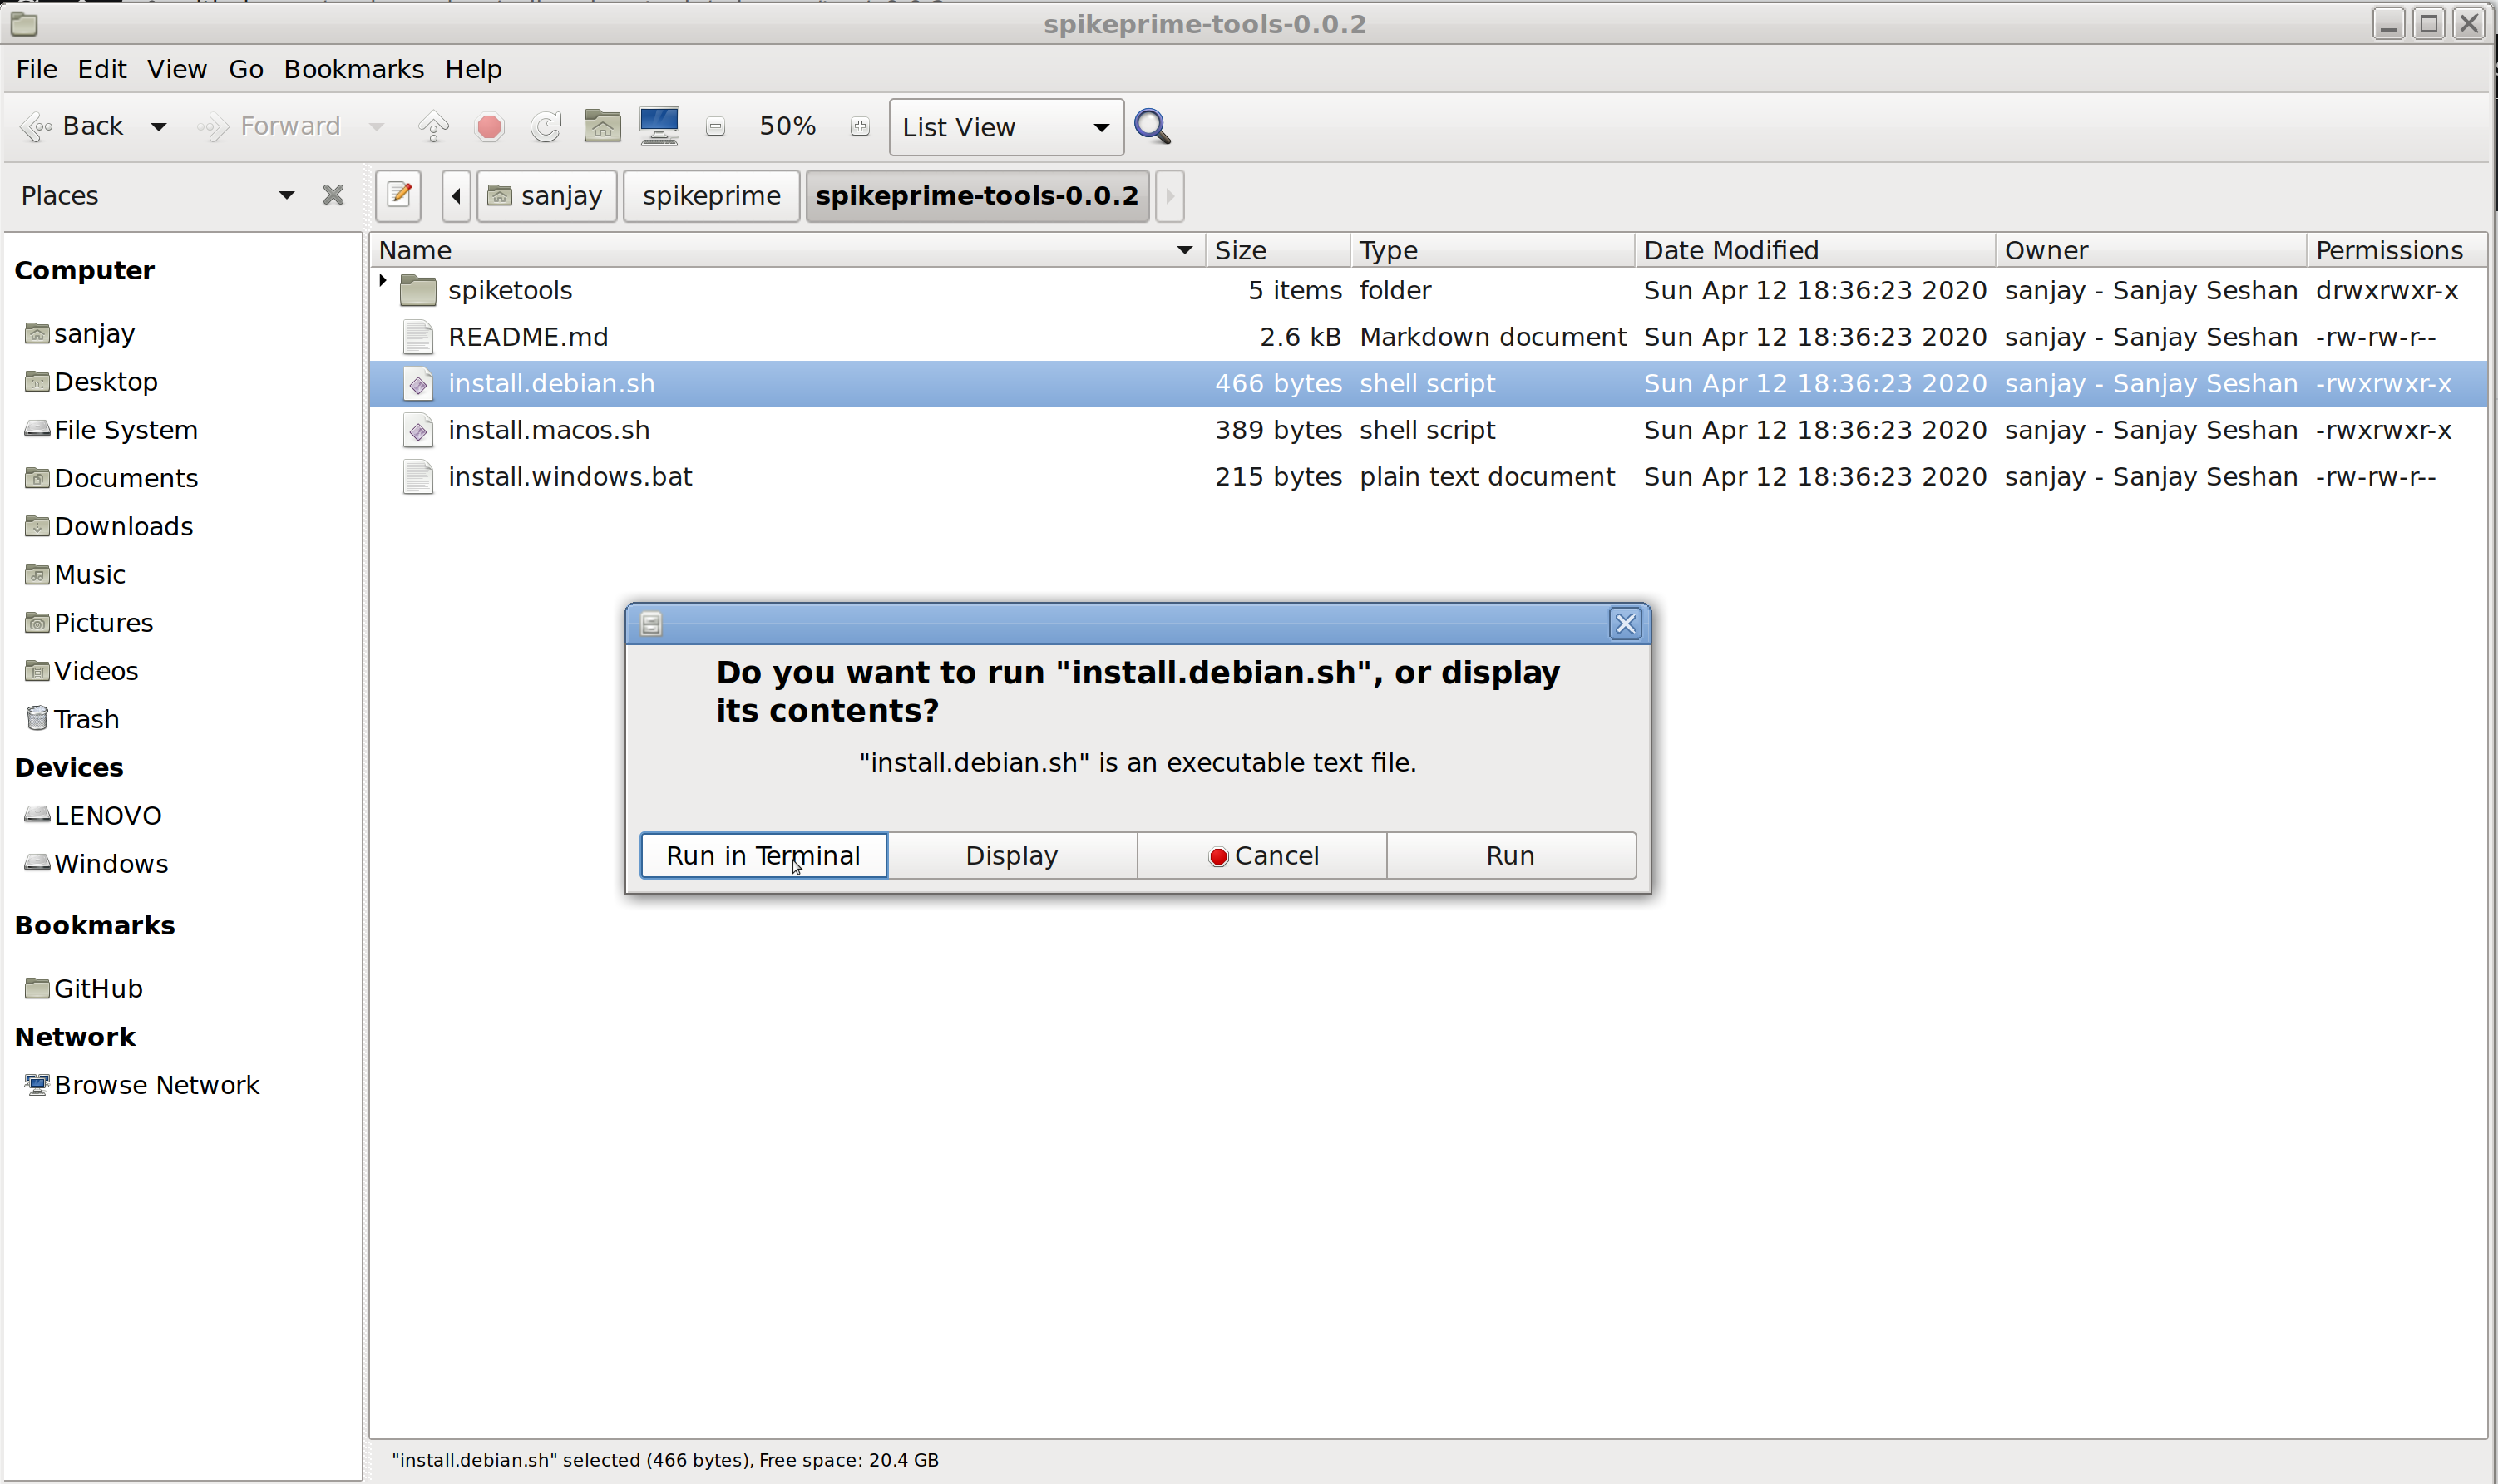 spikeprime-tools-0.0.2
File Edit View Go Bookmarks Help
Back Forward 50% List View
Places sanjay spikeprime spikeprime-tools-0.0.2
Name Size Type Date Modified Owner Permissions
spiketools 5 items folder Sun Apr 12 18:36:23 2020 sanjay - Sanjay Seshan drwxrwxr-x
README.md 2.6 kB Markdown document Sun Apr 12 18:36:23 2020 sanjay - Sanjay Seshan -rw-rw-r--
install.debian.sh 466 bytes shell script Sun Apr 12 18:36:23 2020 sanjay - Sanjay Seshan -rwxrwxr-x
install.macos.sh 389 bytes shell script Sun Apr 12 18:36:23 2020 sanjay - Sanjay Seshan -rwxrwxr-x
install.windows.bat 215 bytes plain text document Sun Apr 12 18:36:23 2020 sanjay - Sanjay Seshan -rw-rw-r--
Computer
sanjay
Desktop
File System
Documents
Downloads
Music
Pictures
Videos
Trash
Devices
LENOVO
Windows
Bookmarks
GitHub
Network
Browse Network
Do you want to run "install.debian.sh", or display
its contents?
"install.debian.sh" is an executable text file.
Run in Terminal Display Cancel Run
"install.debian.sh" selected (466 bytes), Free space: 20.4 GB